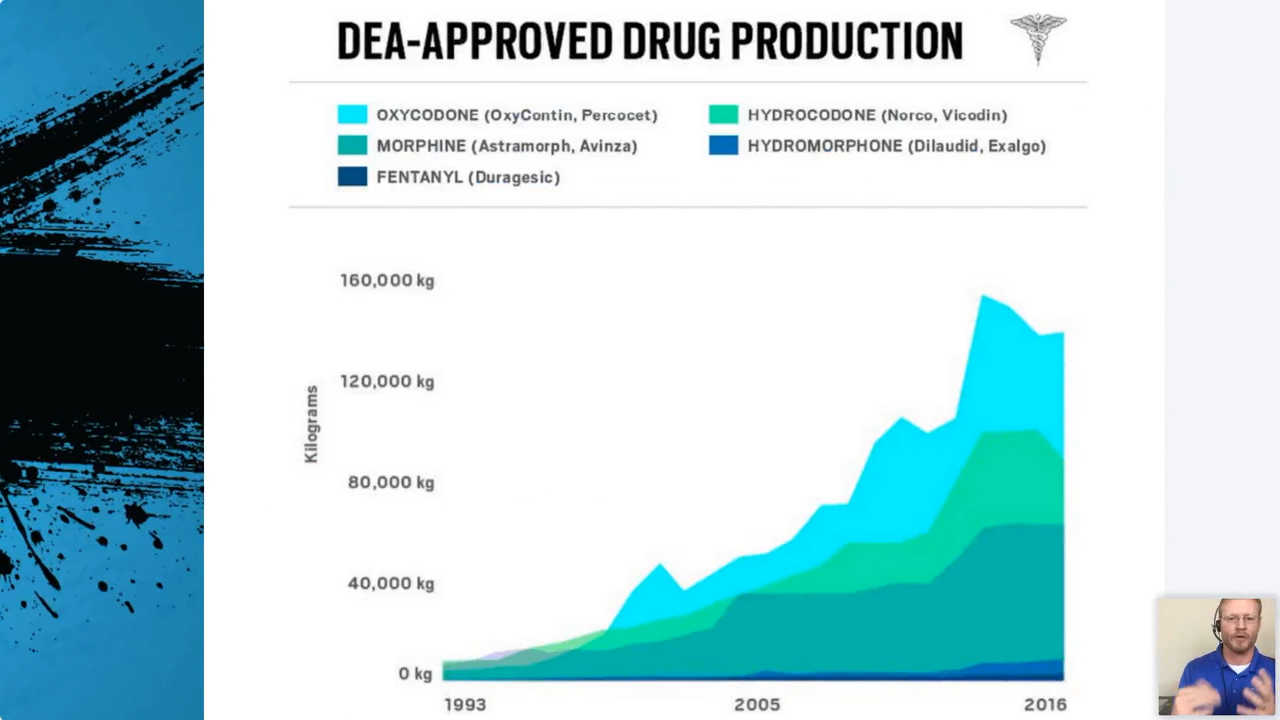 DEA-APPROVED DRUG PRODUCTION
OXYCODONE (OxyContin, Percocet)
HYDROCODONE (Norco, Vicodin)
MORPHINE (Astramorph, Avinza)
HYDROMORPHONE (Dilaudid, Exalgo)
FENTANYL (Duragesic)
160,000 kg
120,000 kg
Kilograms
80,000 kg
40,000 kg
0 kg
1993
2005
2016